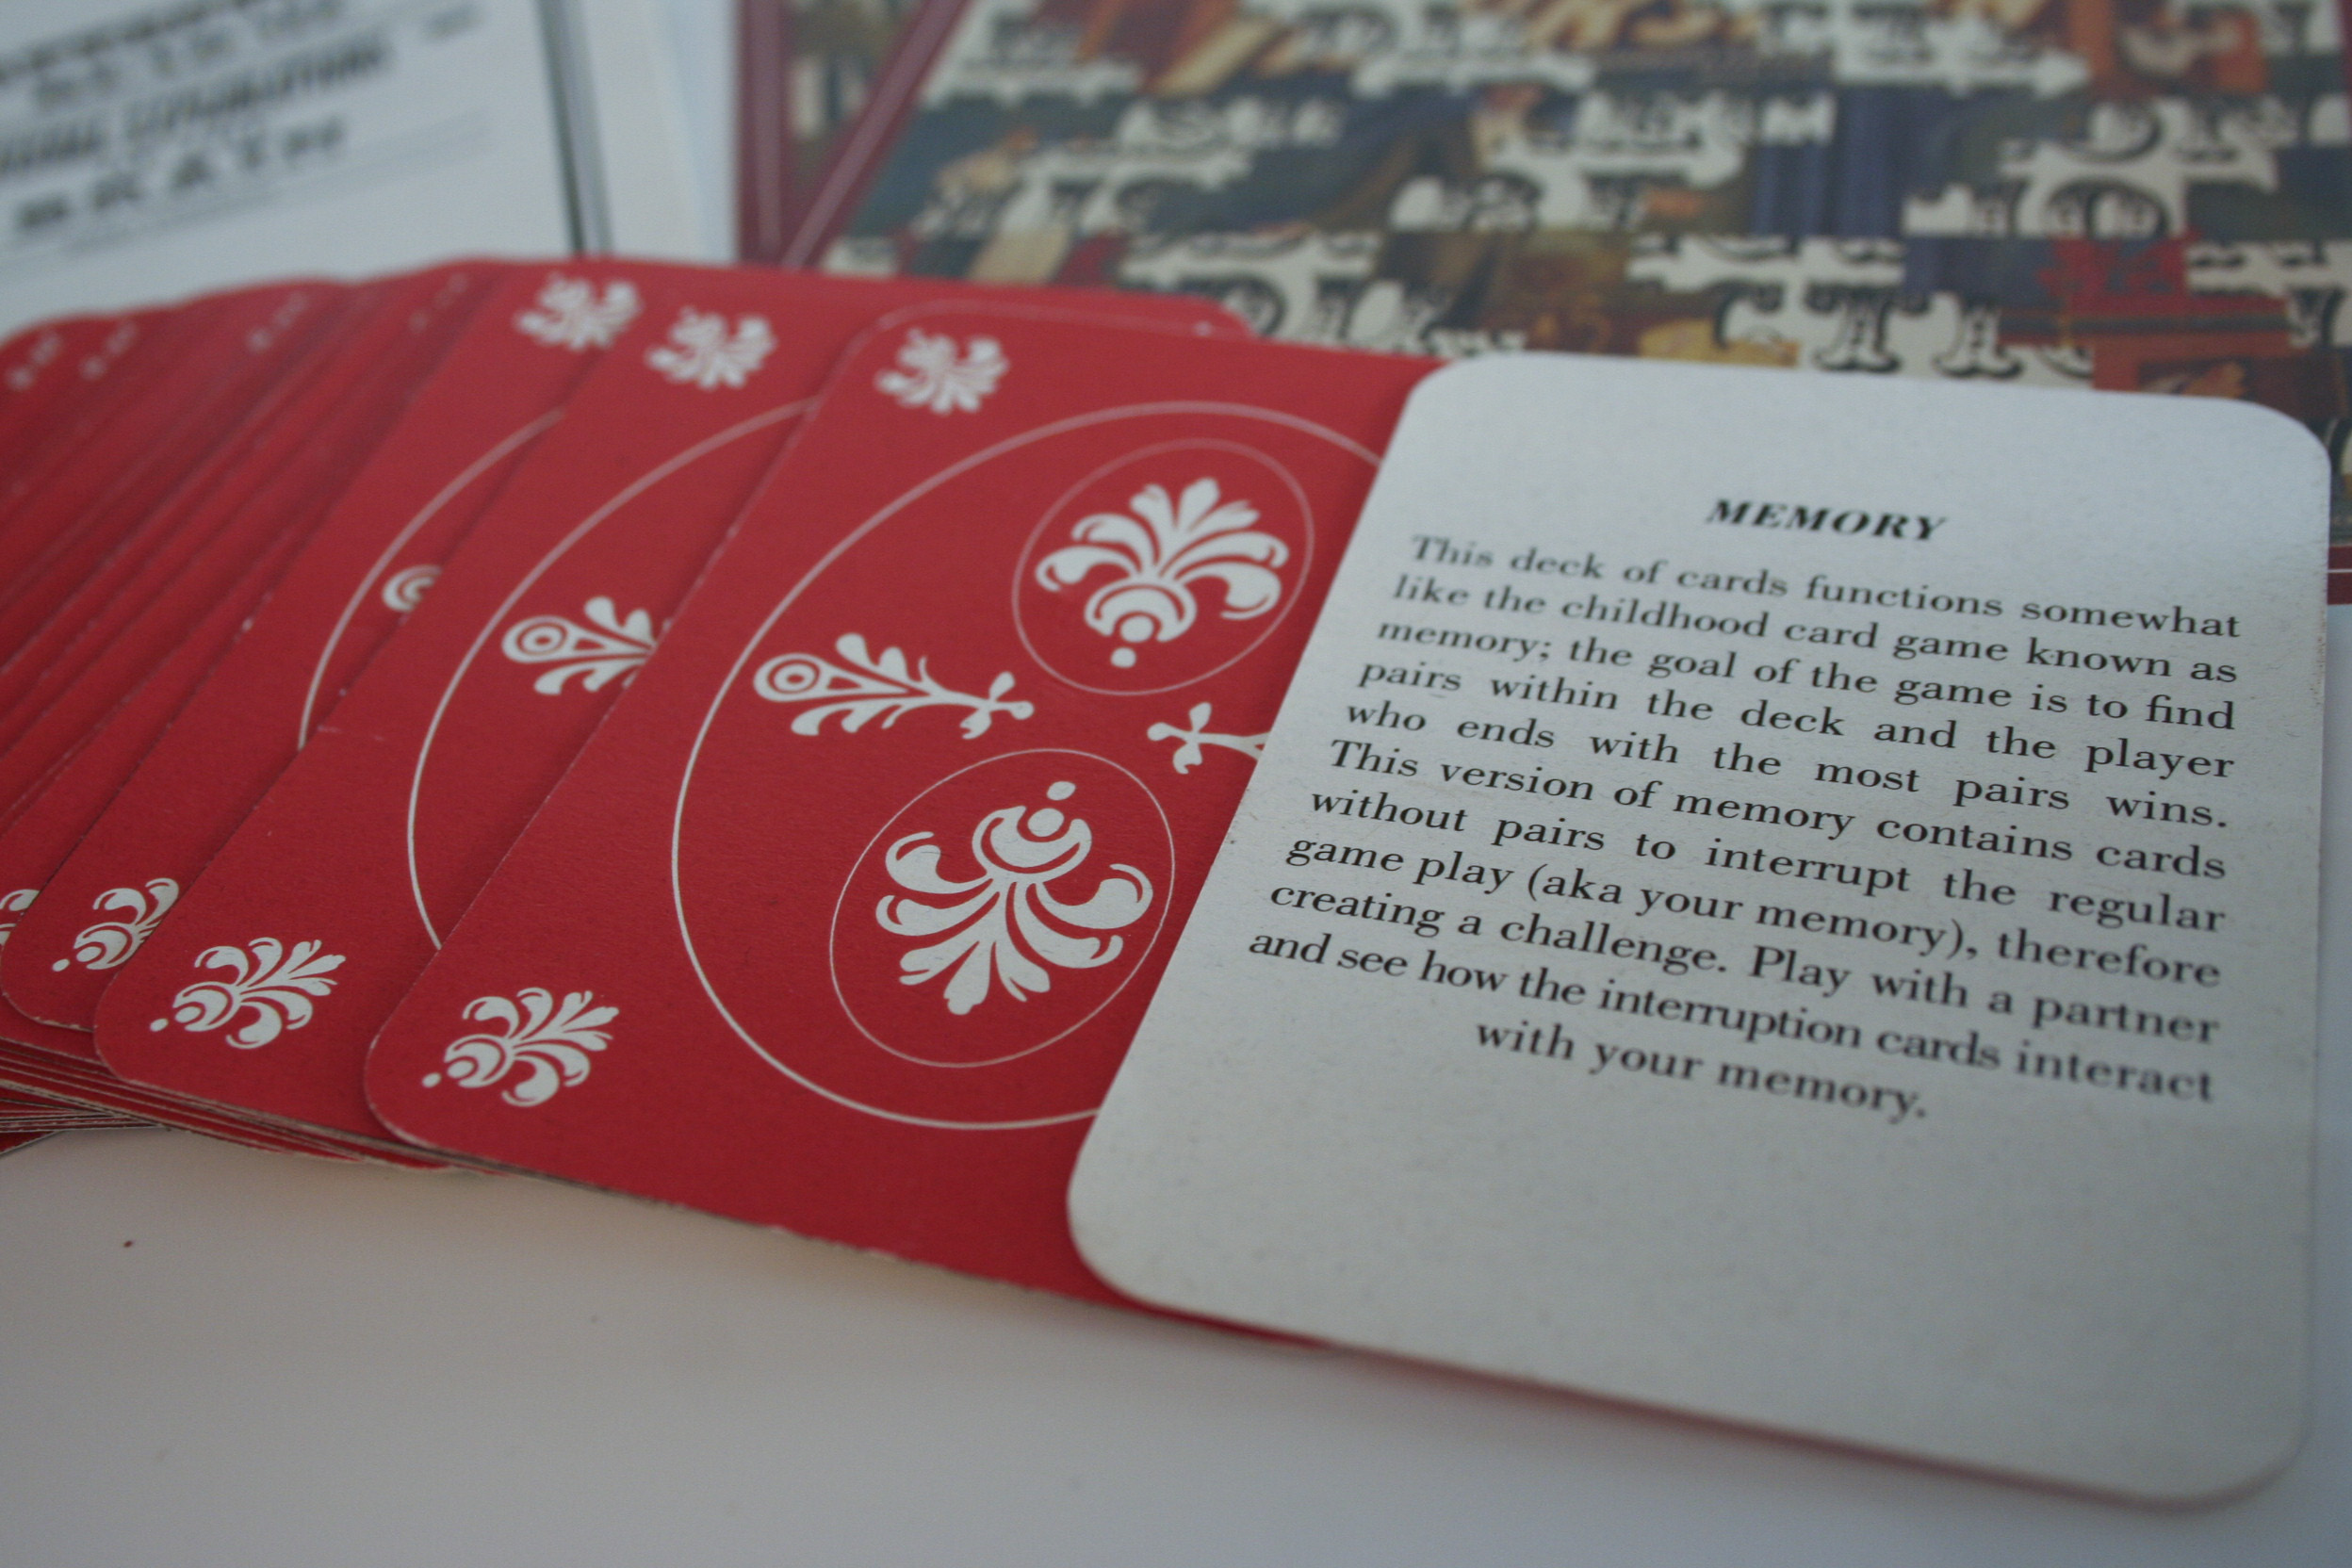 MEMORY
This deck of cards functions somewhat
like the childhood card game known as
memory; the goal of the game is to find
pairs within the deck and the player
who ends with the most pairs wins.
This version of memory contains cards
without pairs to interrupt the regular
game play (aka your memory), therefore
creating a challenge. Play with a partner
and see how the interruption cards interact
with your memory.